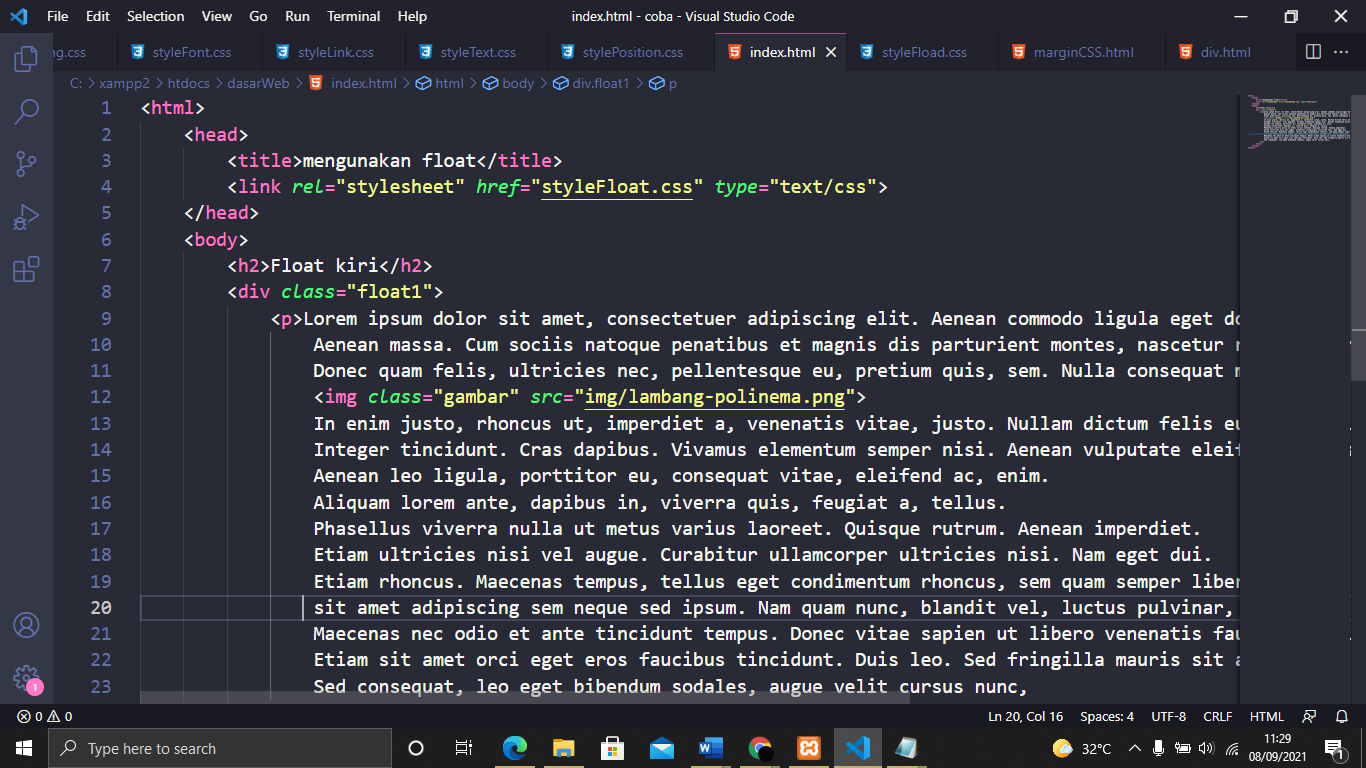 File Edit Selection View Go Run Terminal Help index.html - coba - Visual Studio Code
ng.css styleFont.css styleLink.css styleText.css stylePosition.css index.html styleFload.css marginCSS.html div.html
C: > xampp2 > htdocs > dasarWeb > index.html > html > body > div.float1 > p
1 <html>
2 <head>
3 <title>mengunakan float</title>
4 <link rel="stylesheet" href="styleFloat.css" type="text/css">
5 </head>
6 <body>
7 <h2>Float kiri</h2>
8 <div class="float1">
9 <p>Lorem ipsum dolor sit amet, consectetuer adipiscing elit. Aenean commodo ligula eget do
10 Aenean massa. Cum sociis natoque penatibus et magnis dis parturient montes, nascetur r
11 Donec quam felis, ultricies nec, pellentesque eu, pretium quis, sem. Nulla consequat m
12 <img class="gambar" src="img/lambang-polinema.png">
13 In enim justo, rhoncus ut, imperdiet a, venenatis vitae, justo. Nullam dictum felis eu
14 Integer tincidunt. Cras dapibus. Vivamus elementum semper nisi. Aenean vulputate eleif
15 Aenean leo ligula, porttitor eu, consequat vitae, eleifend ac, enim.
16 Aliquam lorem ante, dapibus in, viverra quis, feugiat a, tellus.
17 Phasellus viverra nulla ut metus varius laoreet. Quisque rutrum. Aenean imperdiet.
18 Etiam ultricies nisi vel augue. Curabitur ullamcorper ultricies nisi. Nam eget dui.
19 Etiam rhoncus. Maecenas tempus, tellus eget condimentum rhoncus, sem quam semper liber
20 sit amet adipiscing sem neque sed ipsum. Nam quam nunc, blandit vel, luctus pulvinar,
21 Maecenas nec odio et ante tincidunt tempus. Donec vitae sapien ut libero venenatis fau
22 Etiam sit amet orci eget eros faucibus tincidunt. Duis leo. Sed fringilla mauris sit a
23 Sed consequat, leo eget bibendum sodales, augue velit cursus nunc,
1
0 0 Ln 20, Col 16 Spaces: 4 UTF-8 CRLF HTML
Type here to search 32°C 11:29
08/09/2021 1